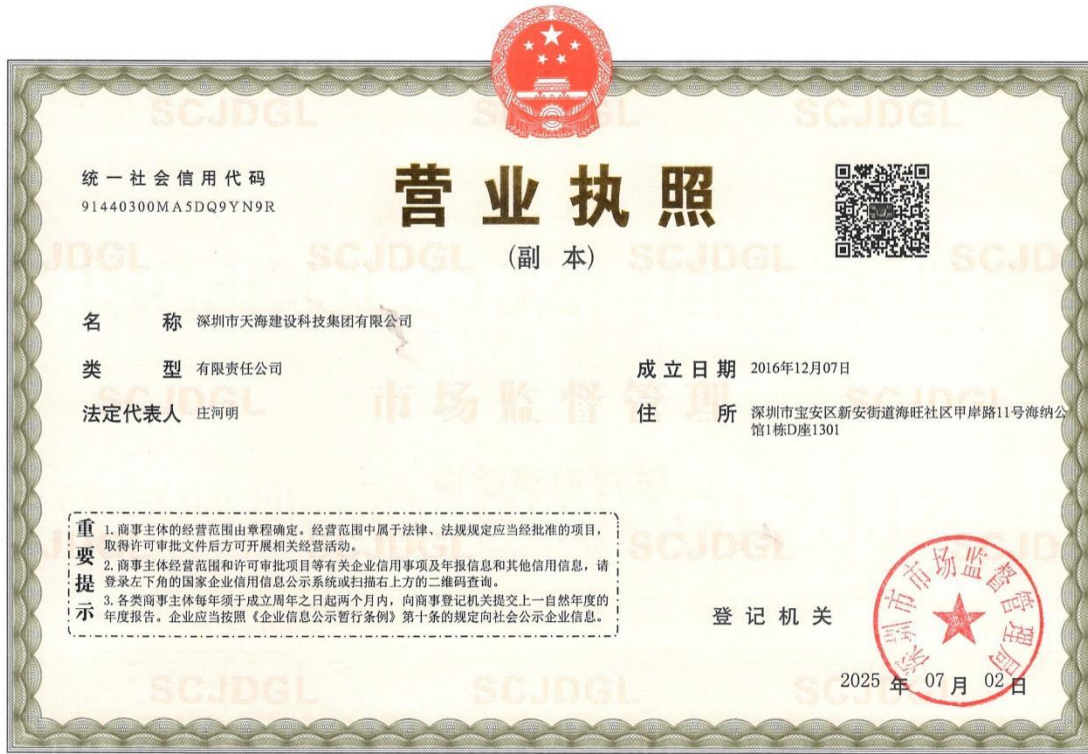 统一社会信用代码
91440300MA5DQ9YN9R
营业执照
(副 本)
名 称 深圳市天海建设科技集团有限公司
类 型 有限责任公司
法定代表人 庄河明
成立日期 2016年12月07日
住 所 深圳市宝安区新安街道海旺社区甲岸路11号海纳公
馆1栋D座1301
重要提示
1. 商事主体的经营范围由章程确定。经营范围中属于法律、法规规定应当经批准的项目,
取得许可审批文件后方可开展相关经营活动。
2. 商事主体经营范围和许可审批项目等有关企业信用事项及年报信息和其他信用信息,请
登录左下角的国家企业信用信息公示系统或扫描右上方的二维码查询。
3. 各类商事主体每年须于成立周年之日起两个月内,向商事登记机关提交上一自然年度的
年度报告。企业应当按照《企业信息公示暂行条例》第十条的规定向社会公示企业信息。
登记机关
深圳市市场监督管理局
2025 年 07 月 02 日
SCJDGL
市场监督管理